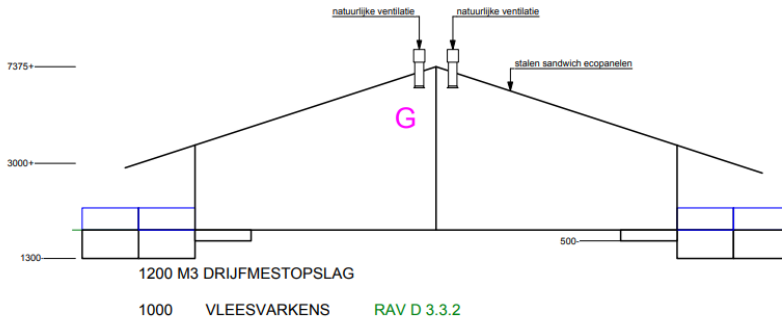 natuurlijke ventilatie natuurlijke ventilatie
stalen sandwich ecopanelen
7375+
G
3000+
500-
1300-
1200 M3 DRIJFMESTOPSLAG
1000 VLEESVARKENS RAV D 3.3.2